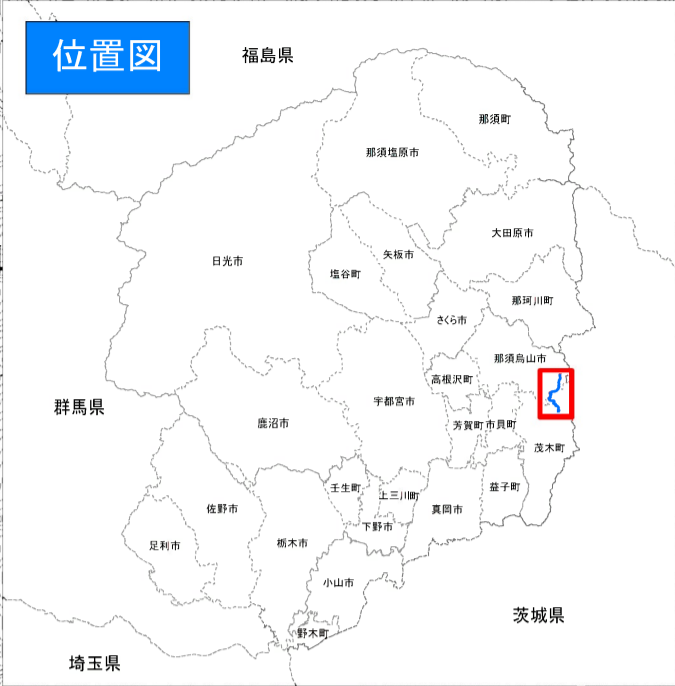 位置図
福島県
那須町
那須塩原市
大田原市
矢板市
日光市
塩谷町
那珂川町
さくら市
那須烏山市
高根沢町
群馬県
宇都宮市
鹿沼市
芳賀町
市貝町
茂木町
壬生町
上三川町
益子町
佐野市
真岡市
下野市
足利市
栃木市
小山市
茨城県
野木町
埼玉県